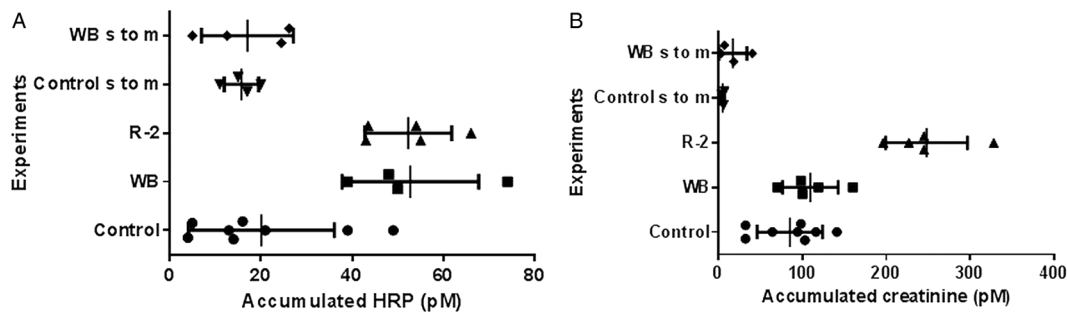 A
WB s to m
Control s to m
R-2
WB
Control
Experiments
0 20 40 60 80
Accumulated HRP (pM)
B
WB s to m
Control s to m
R-2
WB
Control
Experiments
0 100 200 300 400
Accumulated creatinine (pM)